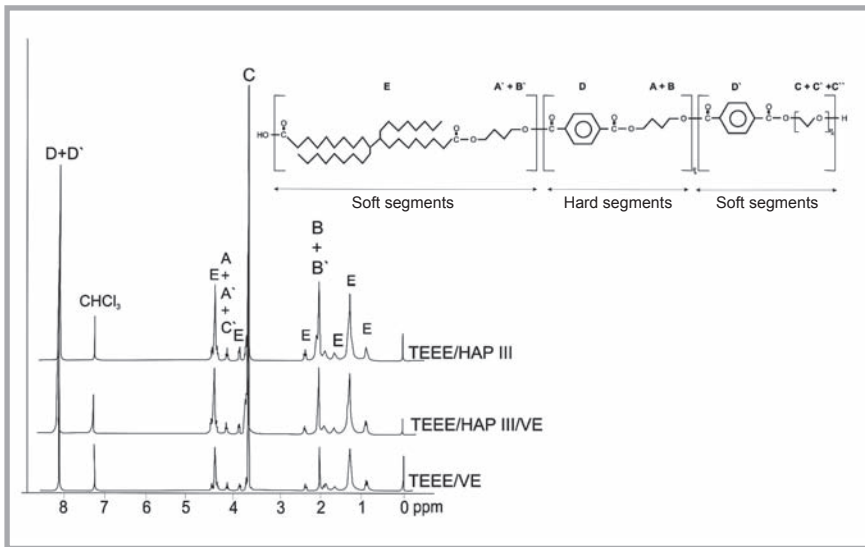 C
E A` + B` D A + B D` C + C` +C``
HO C O C O O C O C O O C O C O O H
Soft segments Hard segments Soft segments
D+D`
CHCl3
E
A
+
A`
+
C`
E
B
+
B`
E
E
E
E
TEEE/HAP III
TEEE/HAP III/VE
TEEE/VE
8 7 6 5 4 3 2 1 0 ppm